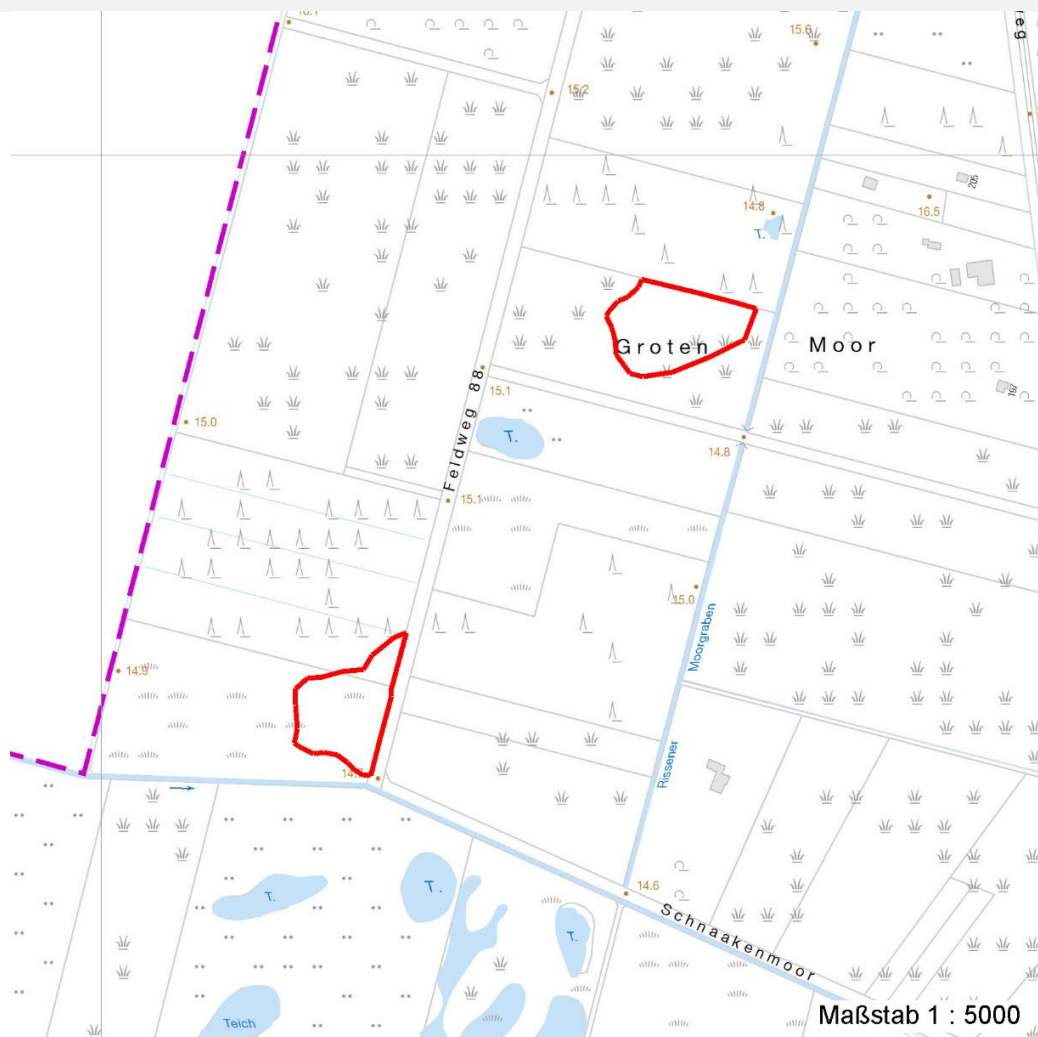 15.6
15.2
205
14.8
16.5
T.
Groten Moor
197
15.1
Feldweg 88
15.0
T.
14.8
15.1
15.0
Moorgraben
14.9
Rissener
14.6
T.
T.
T.
Schnaakenmoor
Teich
Maßstab 1 : 5000